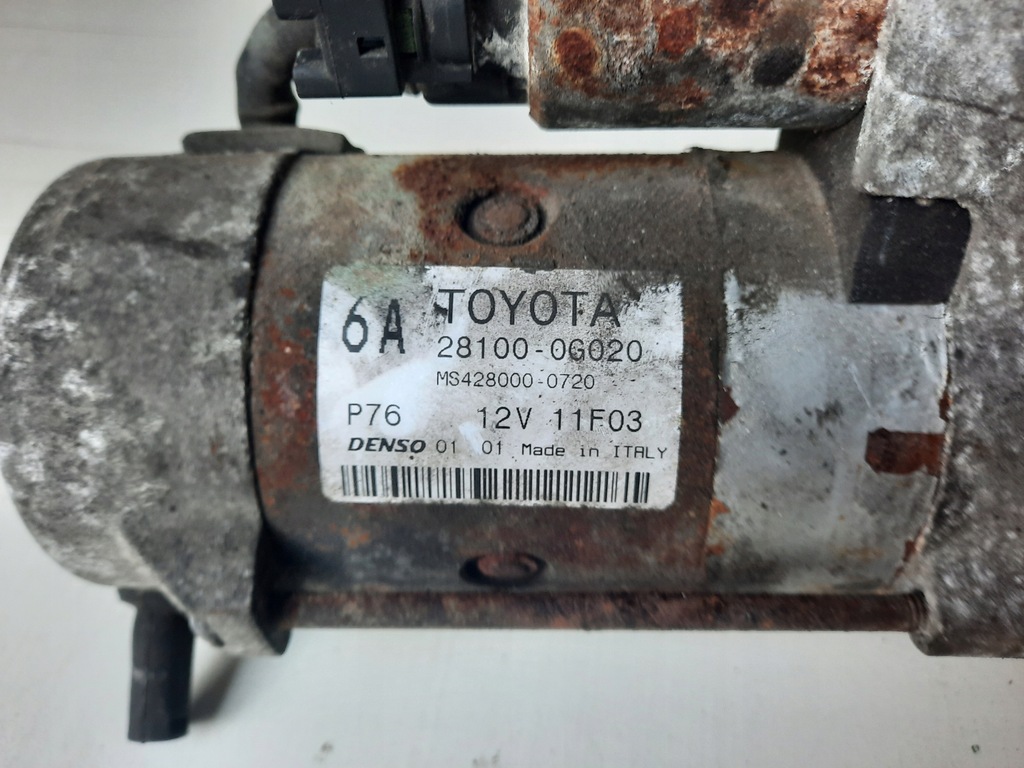 6A TOYOTA
28100-0G020
MS428000-0720
P76 12V 11F03
DENSO 01 01 Made in ITALY